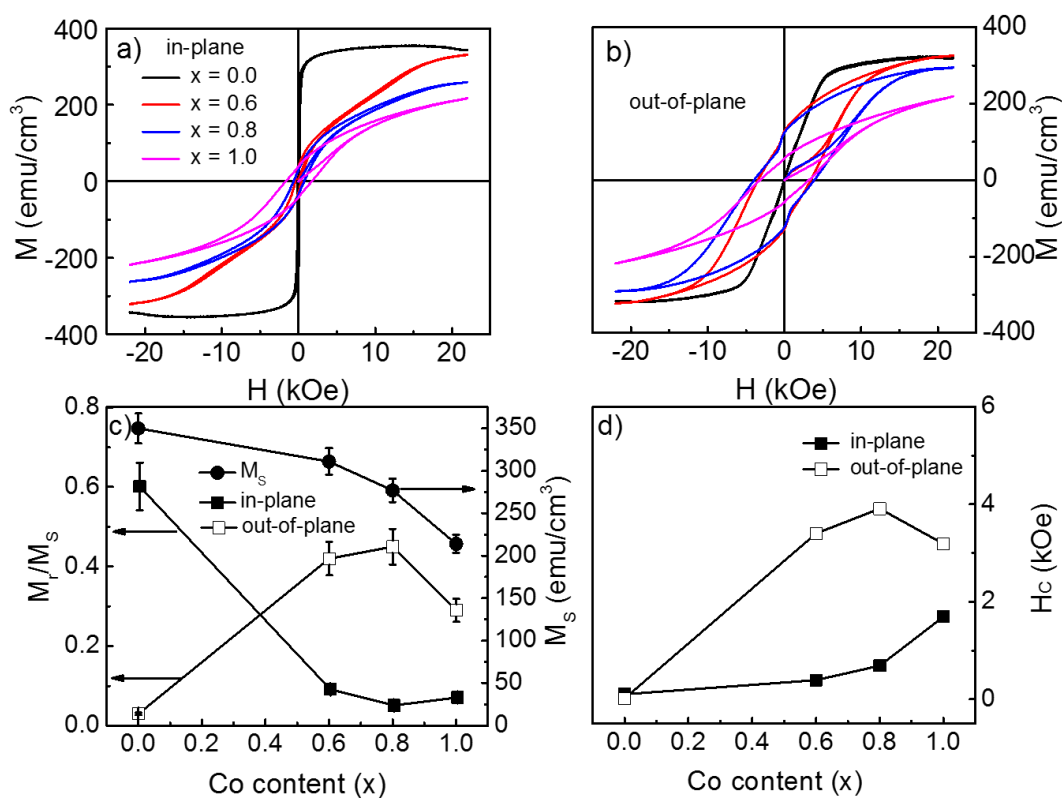 a)
in-plane
x = 0.0
x = 0.6
x = 0.8
x = 1.0
400
200
0
-200
-400
M (emu/cm³)
-20 -10 0 10 20
H (kOe)
b)
out-of-plane
400
200
0
-200
-400
M (emu/cm³)
-20 -10 0 10 20
H (kOe)
c)
Mₛ
in-plane
out-of-plane
0.8
0.6
0.4
0.2
0.0
Mᵣ/Mₛ
350
300
250
200
150
100
50
0
Mₛ (emu/cm³)
0.0 0.2 0.4 0.6 0.8 1.0
Co content (x)
d)
in-plane
out-of-plane
6
4
2
0
Hc (kOe)
0.0 0.2 0.4 0.6 0.8 1.0
Co content (x)